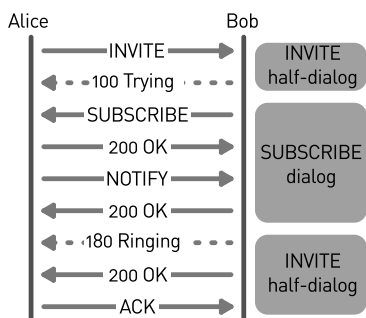 Alice
Bob
INVITE
100 Trying
SUBSCRIBE
200 OK
NOTIFY
200 OK
180 Ringing
200 OK
ACK
INVITE
half-dialog
SUBSCRIBE
dialog
INVITE
half-dialog